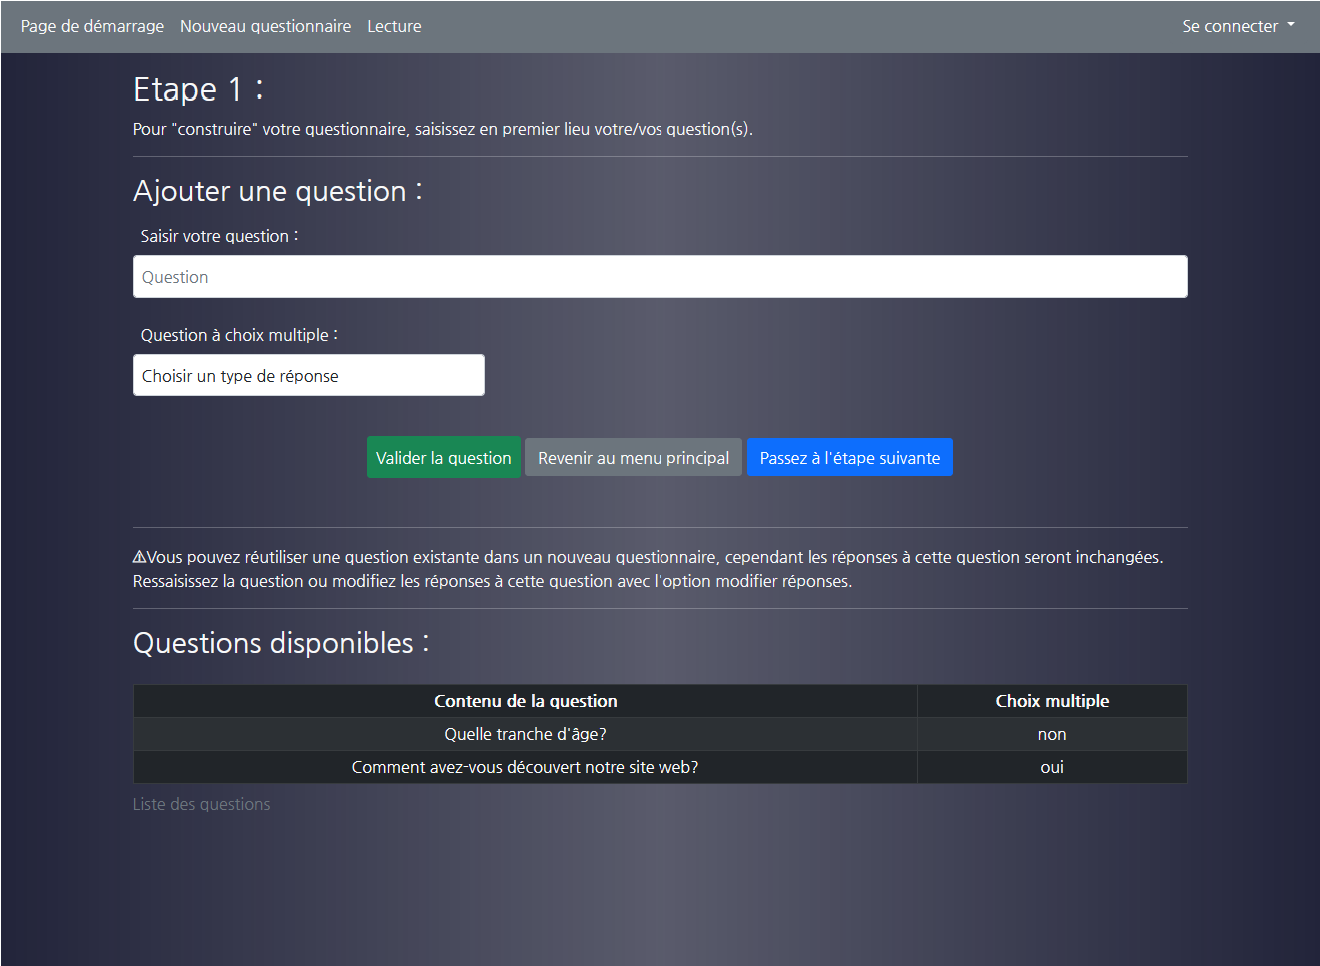 Page de démarrage Nouveau questionnaire Lecture Se connecter
Etape 1 :
Pour "construire" votre questionnaire, saisissez en premier lieu votre/vos question(s).
Ajouter une question :
Saisir votre question :
Question
Question à choix multiple :
Choisir un type de réponse
Valider la question Revenir au menu principal Passez à l'étape suivante
⚠Vous pouvez réutiliser une question existante dans un nouveau questionnaire, cependant les réponses à cette question seront inchangées.
Ressaisissez la question ou modifiez les réponses à cette question avec l'option modifier réponses.
Questions disponibles :
Contenu de la question Choix multiple
Quelle tranche d'âge? non
Comment avez-vous découvert notre site web? oui
Liste des questions